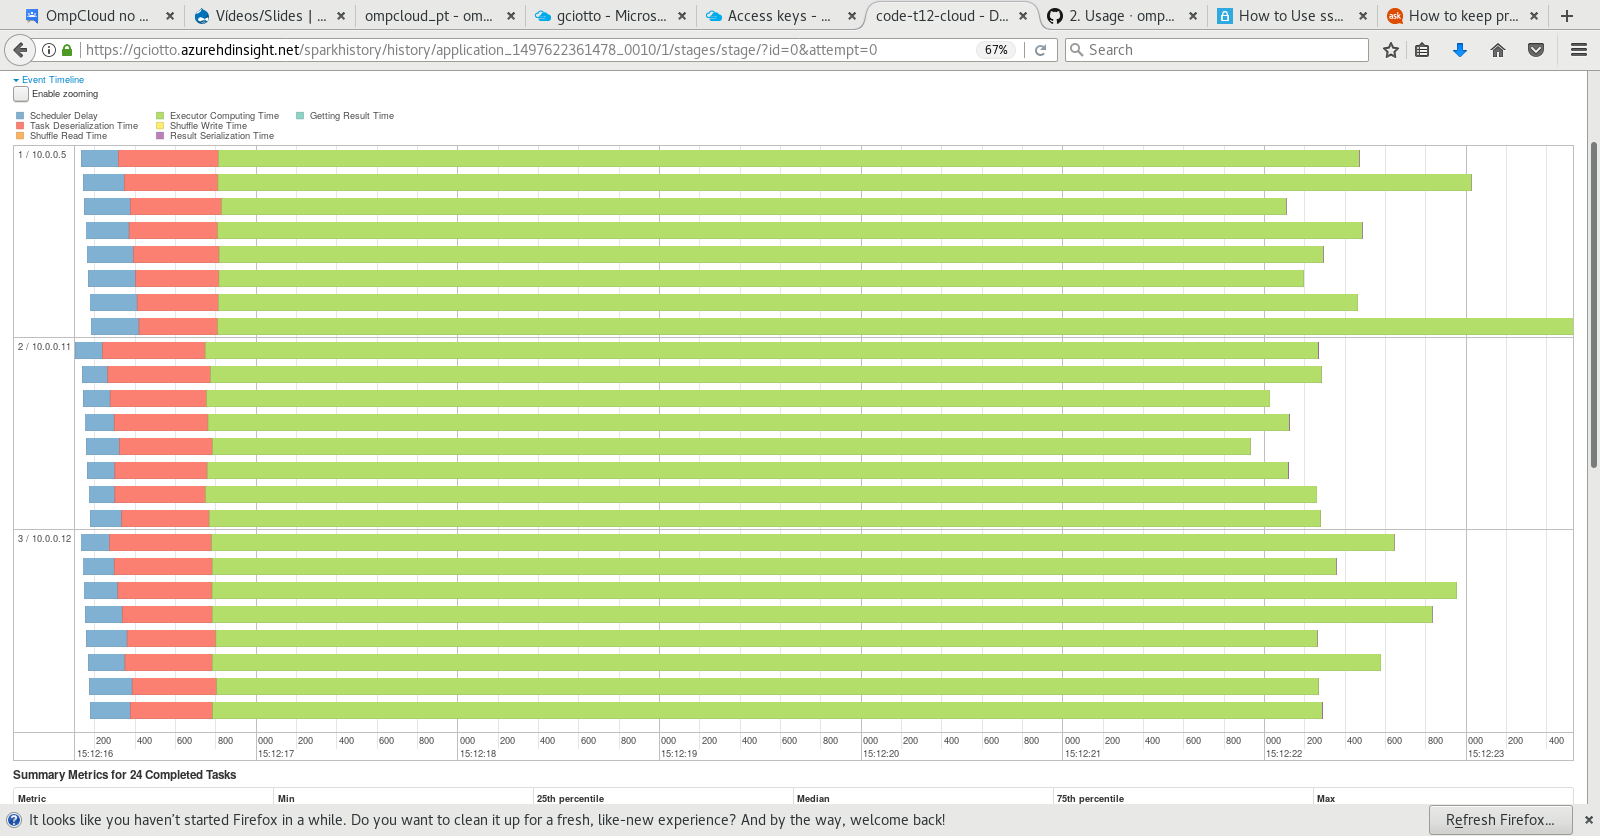 OmpCloud no ...
Vídeos/Slides | ...
ompcloud_pt - om...
gciotto - Micros...
Access keys - ...
code-t12-cloud - D...
2. Usage · omp...
How to Use ss...
How to keep pr...
https://gciotto.azurehdinsight.net/sparkhistory/history/application_1497622361478_0010/1/stages/stage/?id=0&attempt=0
67%
Search
Event Timeline
Enable zooming
Scheduler Delay
Executor Computing Time
Getting Result Time
Task Deserialization Time
Shuffle Write Time
Shuffle Read Time
Result Serialization Time
1 / 10.0.0.5
2 / 10.0.0.11
3 / 10.0.0.12
200 400 600 800 000 200 400 600 800 000 200 400 600 800 000 200 400 600 800 000 200 400 600 800 000 200 400 600 800 000 200 400 600 800 000 200 400
15:12:16 15:12:17 15:12:18 15:12:19 15:12:20 15:12:21 15:12:22 15:12:23
Summary Metrics for 24 Completed Tasks
Metric Min 25th percentile Median 75th percentile Max
It looks like you haven't started Firefox in a while. Do you want to clean it up for a fresh, like-new experience? And by the way, welcome back!
Refresh Firefox...